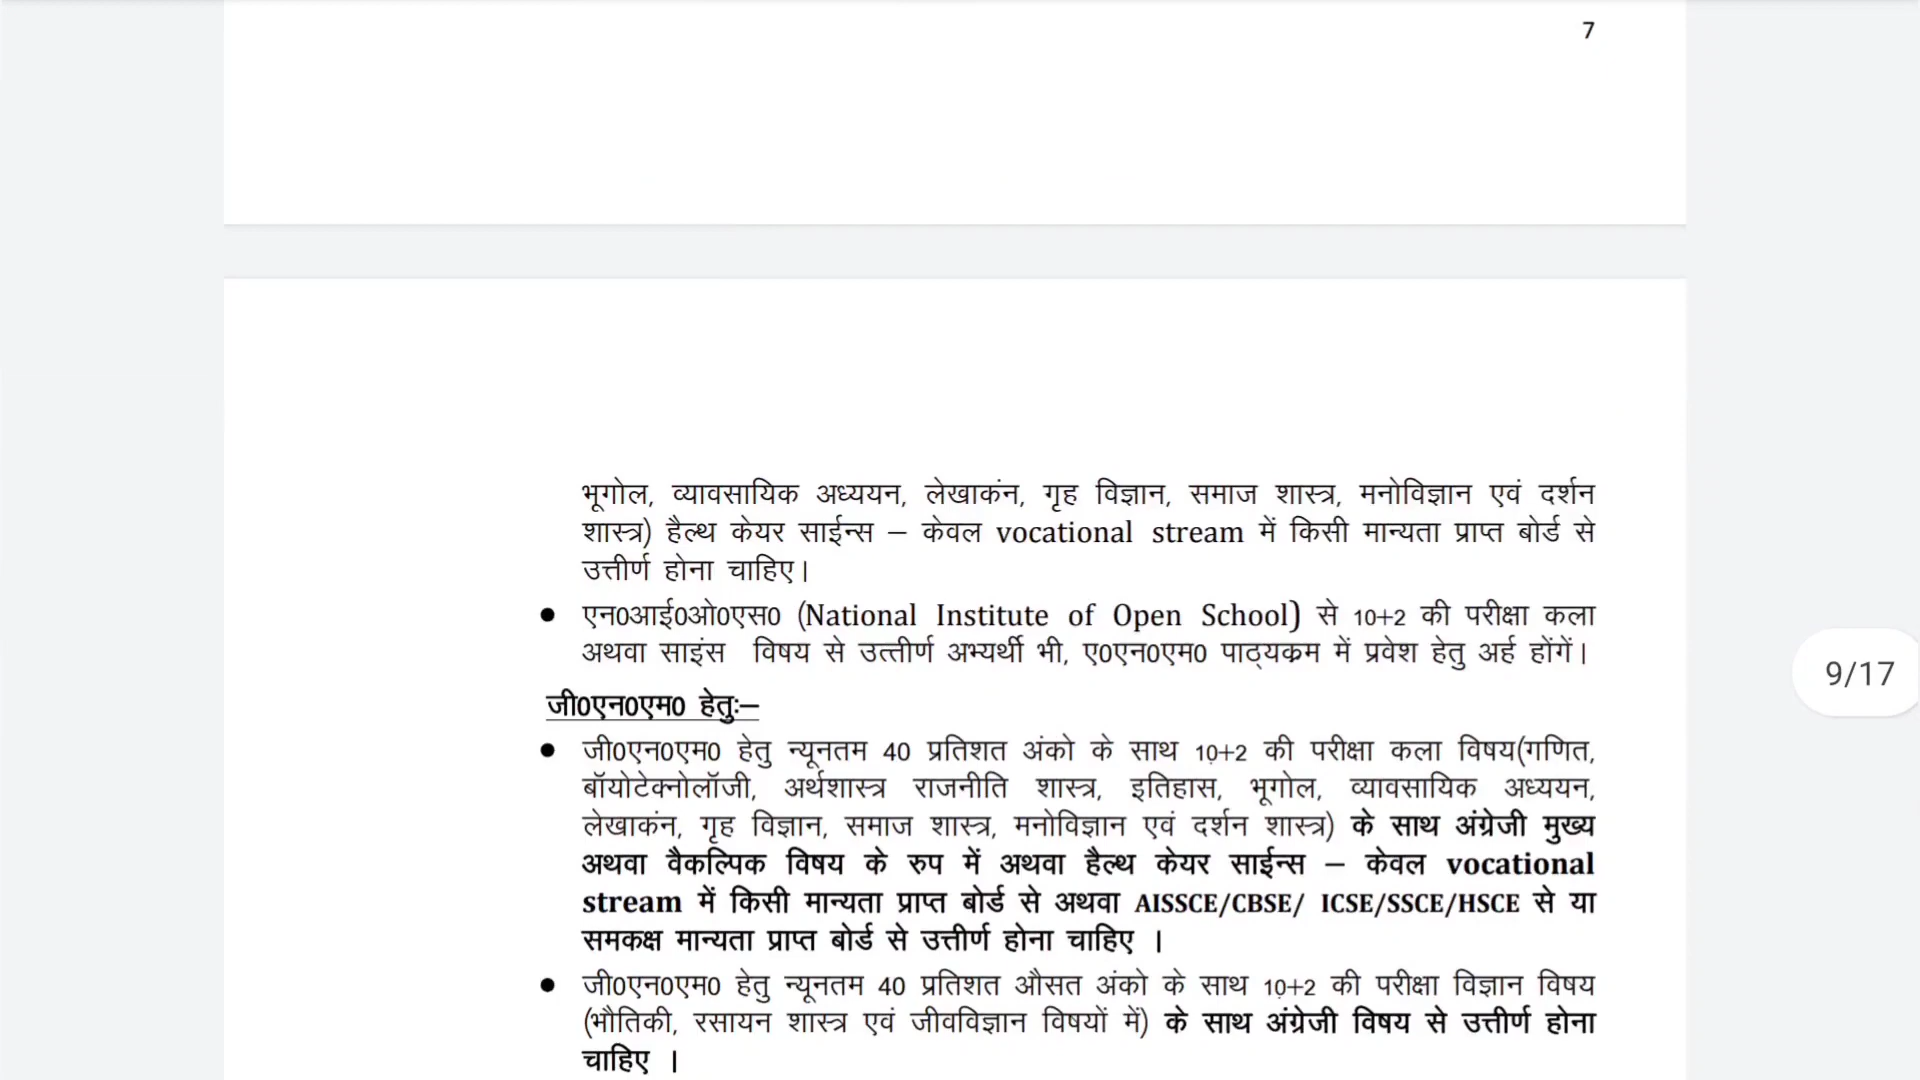 7
भूगोल, व्यावसायिक अध्ययन, लेखाकंन, गृह विज्ञान, समाज शास्त्र, मनोविज्ञान एवं दर्शन
शास्त्र) हैल्थ केयर साईन्स – केवल vocational stream में किसी मान्यता प्राप्त बोर्ड से
उत्तीर्ण होना चाहिए।
● एन0आई0ओ0एस0 (National Institute of Open School) से 10+2 की परीक्षा कला
अथवा साइंस विषय से उत्तीर्ण अभ्यर्थी भी, ए0एन0एम0 पाठ्यक्रम में प्रवेश हेतु अर्ह होंगें।
9/17
जी0एन0एम0 हेतुः–
● जी0एन0एम0 हेतु न्यूनतम 40 प्रतिशत अंको के साथ 10+2 की परीक्षा कला विषय(गणित,
बॉयोटेक्नोलॉजी, अर्थशास्त्र राजनीति शास्त्र, इतिहास, भूगोल, व्यावसायिक अध्ययन,
लेखाकंन, गृह विज्ञान, समाज शास्त्र, मनोविज्ञान एवं दर्शन शास्त्र) के साथ अंग्रेजी मुख्य
अथवा वैकल्पिक विषय के रुप में अथवा हैल्थ केयर साईन्स – केवल vocational
stream में किसी मान्यता प्राप्त बोर्ड से अथवा AISSCE/CBSE/ ICSE/SSCE/HSCE से या
समकक्ष मान्यता प्राप्त बोर्ड से उत्तीर्ण होना चाहिए ।
● जी0एन0एम0 हेतु न्यूनतम 40 प्रतिशत औसत अंको के साथ 10+2 की परीक्षा विज्ञान विषय
(भौतिकी, रसायन शास्त्र एवं जीवविज्ञान विषयों में) के साथ अंग्रेजी विषय से उत्तीर्ण होना
चाहिए ।